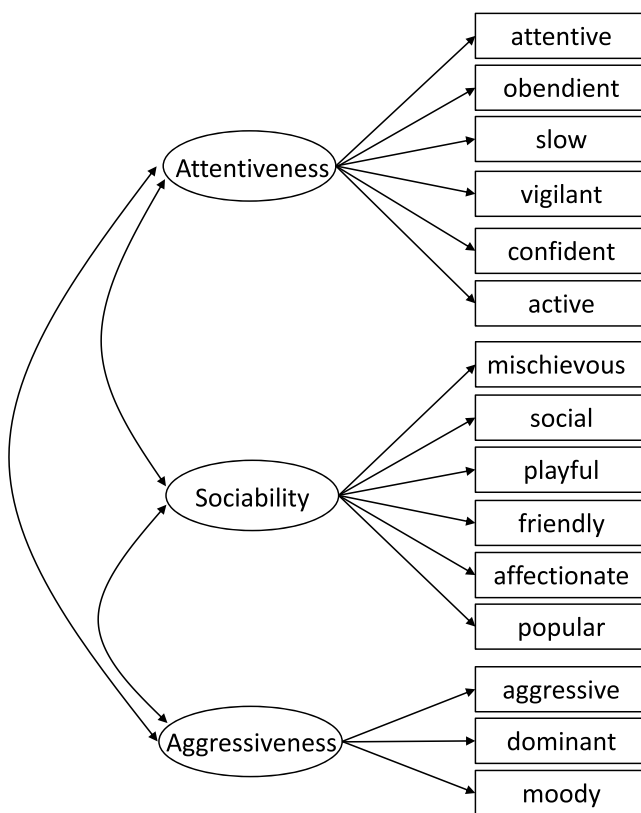 attentive
obendient
slow
Attentiveness
vigilant
confident
active
mischievous
social
playful
Sociability
friendly
affectionate
popular
aggressive
dominant
Aggressiveness
moody